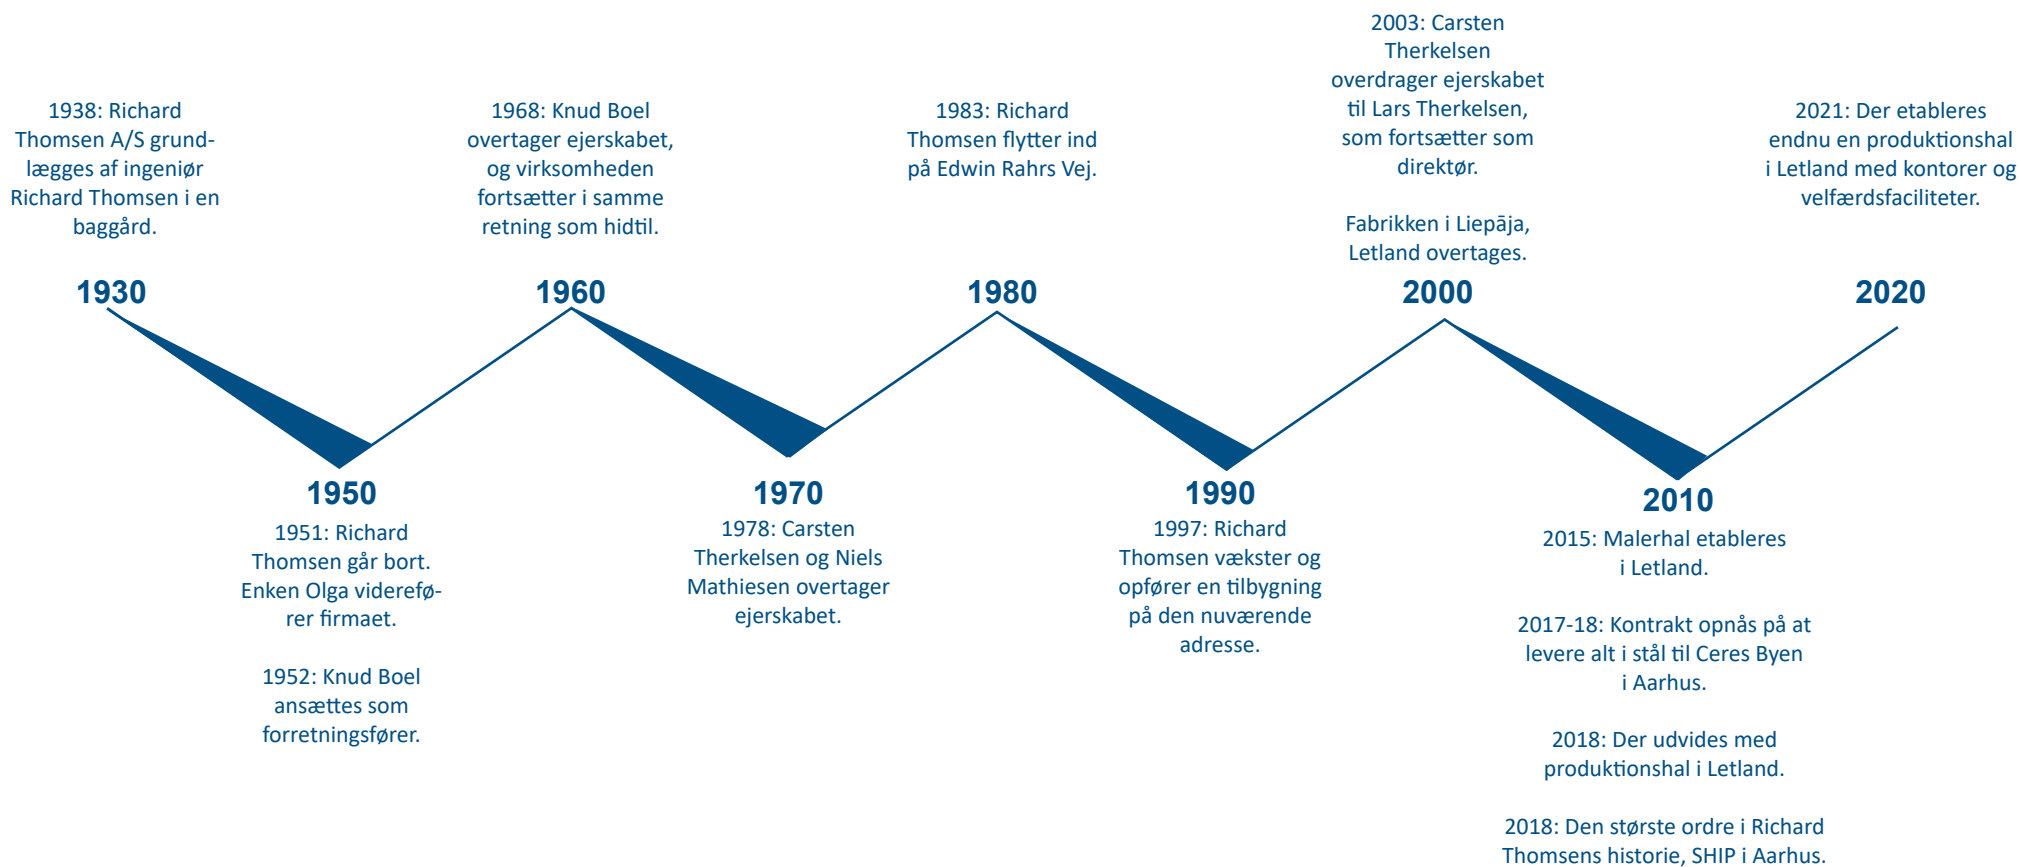 1938: Richard
Thomsen A/S grund-
lægges af ingeniør
Richard Thomsen i en
baggård.
1930
1951: Richard
Thomsen går bort.
Enken Olga viderefø-
rer firmaet.
1952: Knud Boel
ansættes som
forretningsfører.
1950
1968: Knud Boel
overtager ejerskabet,
og virksomheden
fortsætter i samme
retning som hidtil.
1960
1970
1978: Carsten
Therkelsen og Niels
Mathiesen overtager
ejerskabet.
1983: Richard
Thomsen flytter ind
på Edwin Rahrs Vej.
1980
1990
1997: Richard
Thomsen vækster og
opfører en tilbygning
på den nuværende
adresse.
2003: Carsten
Therkelsen
overdrager ejerskabet
til Lars Therkelsen,
som fortsætter som
direktør.
Fabrikken i Liepāja,
Letland overtages.
2000
2010
2015: Malerhal etableres
i Letland.
2017-18: Kontrakt opnås på at
levere alt i stål til Ceres Byen
i Aarhus.
2018: Der udvides med
produktionshal i Letland.
2018: Den største ordre i Richard
Thomsens historie, SHIP i Aarhus.
2021: Der etableres
endnu en produktionshal
i Letland med kontorer og
velfærdsfaciliteter.
2020